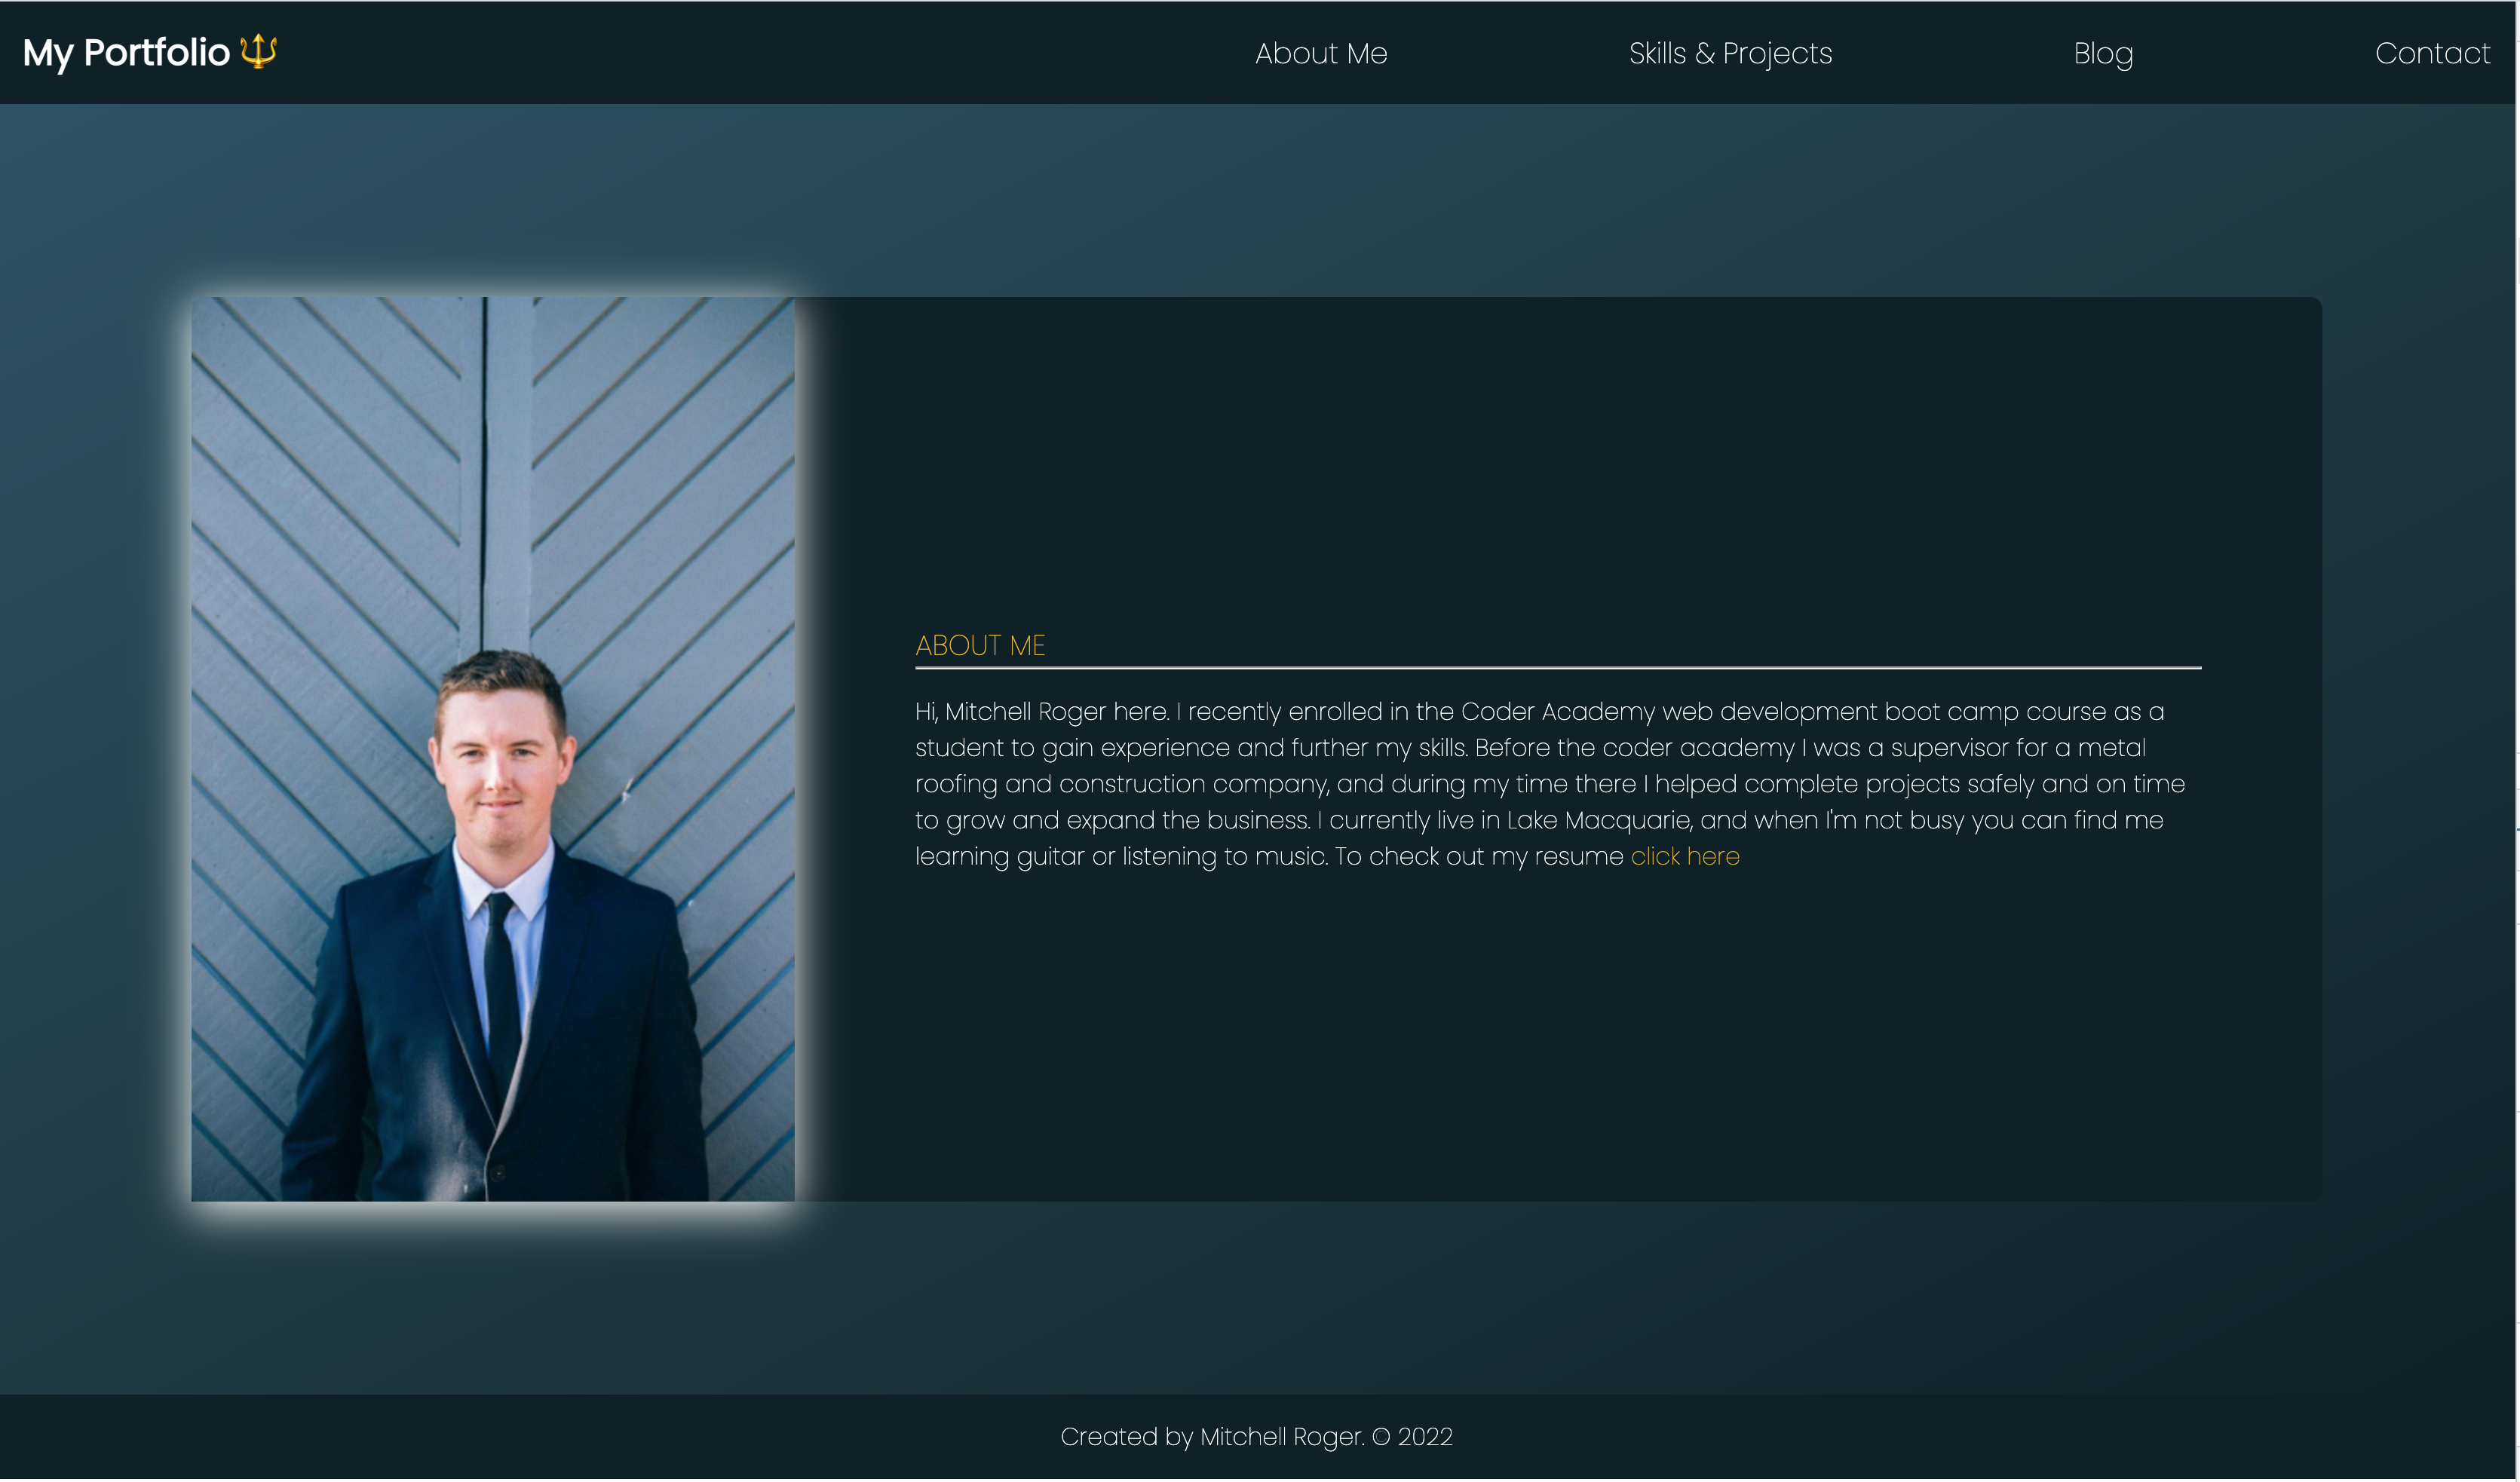 My Portfolio 🔱
About Me
Skills & Projects
Blog
Contact
ABOUT ME
Hi, Mitchell Roger here. I recently enrolled in the Coder Academy web development boot camp course as a
student to gain experience and further my skills. Before the coder academy I was a supervisor for a metal
roofing and construction company, and during my time there I helped complete projects safely and on time
to grow and expand the business. I currently live in Lake Macquarie, and when I'm not busy you can find me
learning guitar or listening to music. To check out my resume click here
Created by Mitchell Roger. © 2022